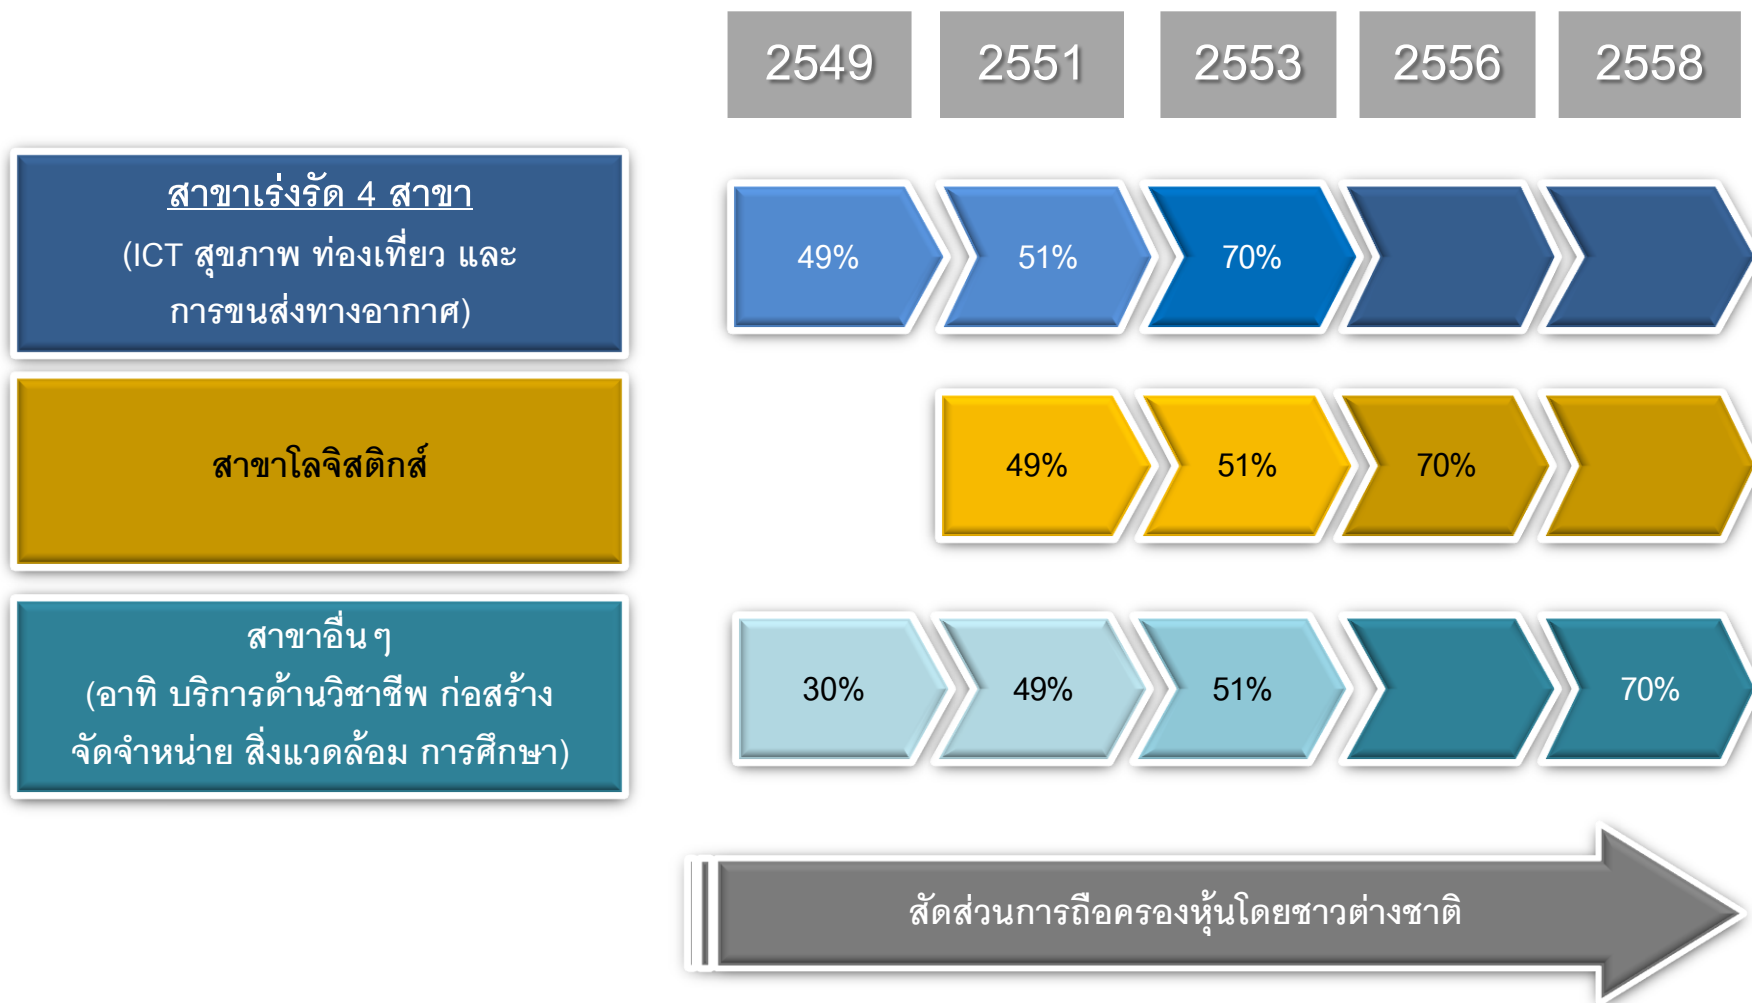 2549 2551 2553 2556 2558
สาขาเร่งรัด 4 สาขา
(ICT สุขภาพ ท่องเที่ยว และ
การขนส่งทางอากาศ)
49% 51% 70%
สาขาโลจิสติกส์
49% 51% 70%
สาขาอื่นๆ
(อาทิ บริการด้านวิชาชีพ ก่อสร้าง
จัดจำหน่าย สิ่งแวดล้อม การศึกษา)
30% 49% 51% 70%
สัดส่วนการถือครองหุ้นโดยชาวต่างชาติ